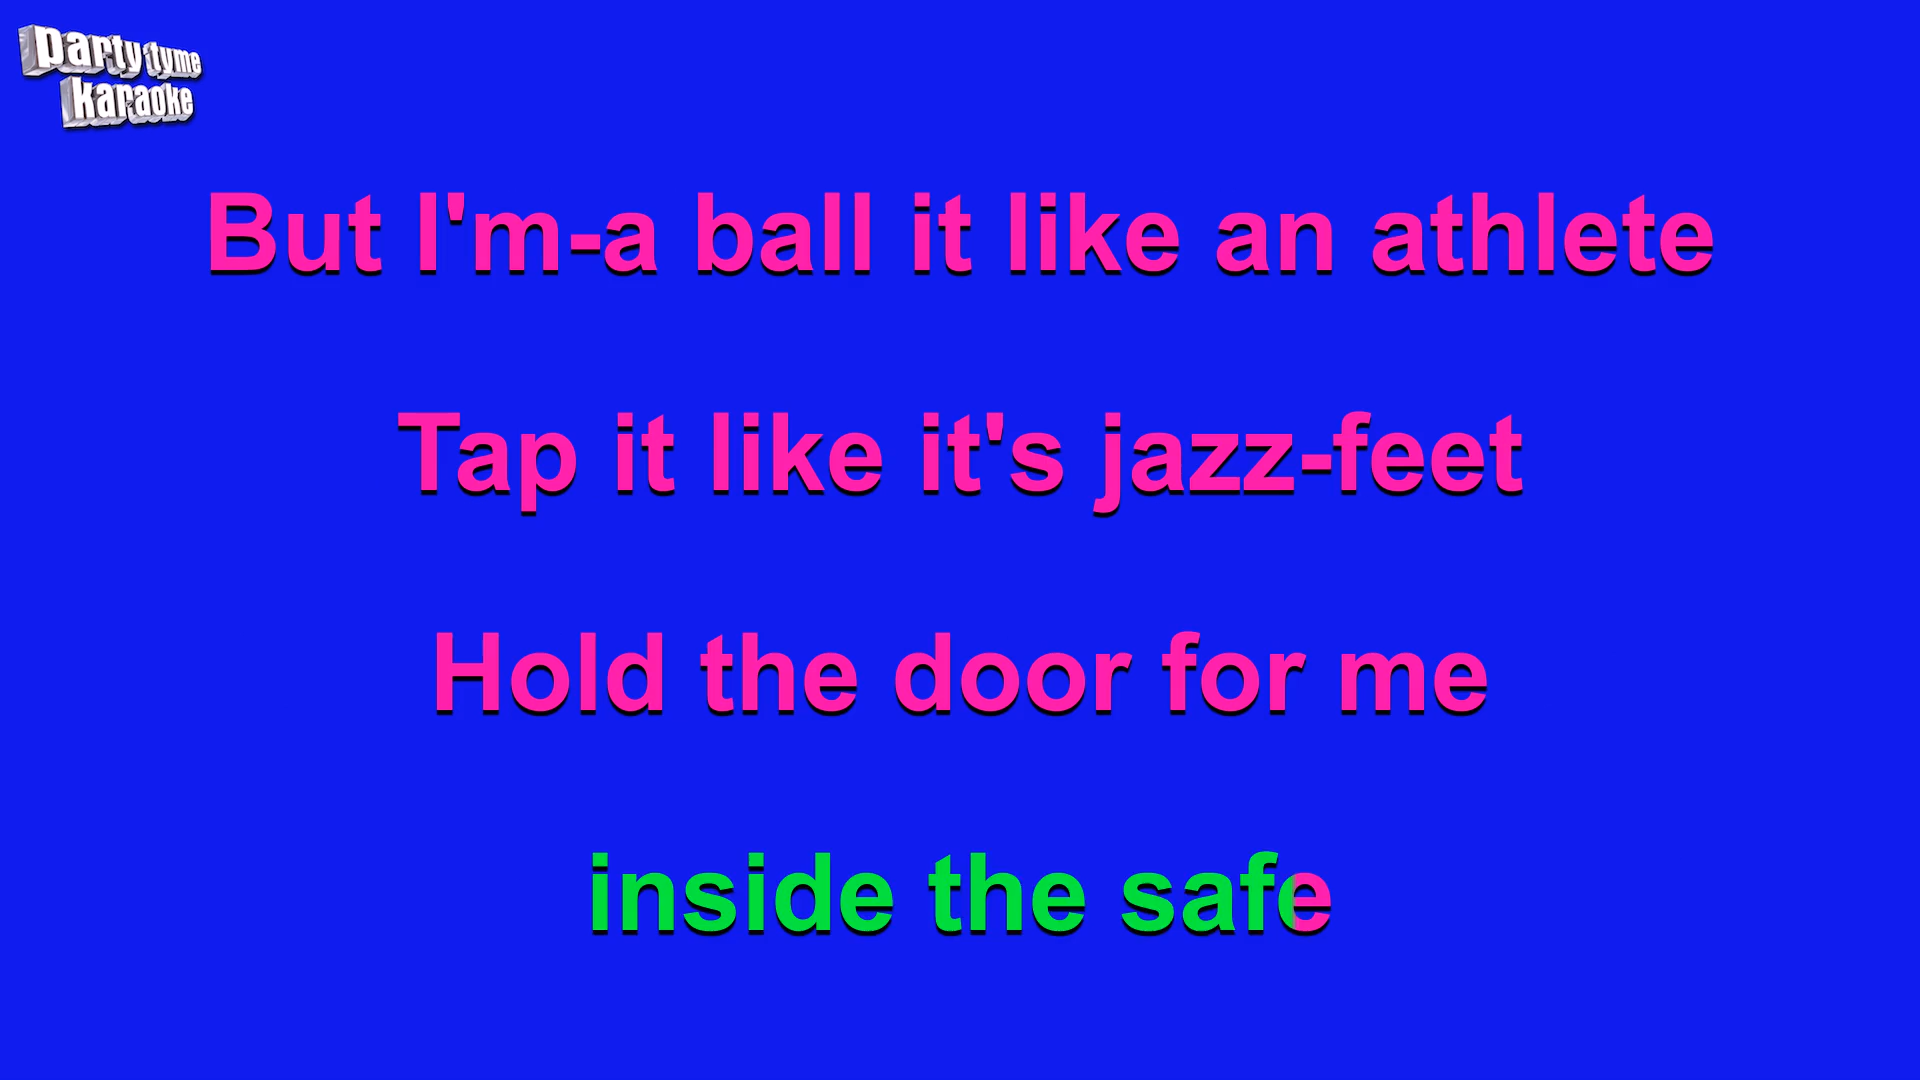 party tyme
karaoke
But I'm-a ball it like an athlete
Tap it like it's jazz-feet
Hold the door for me
inside the safe